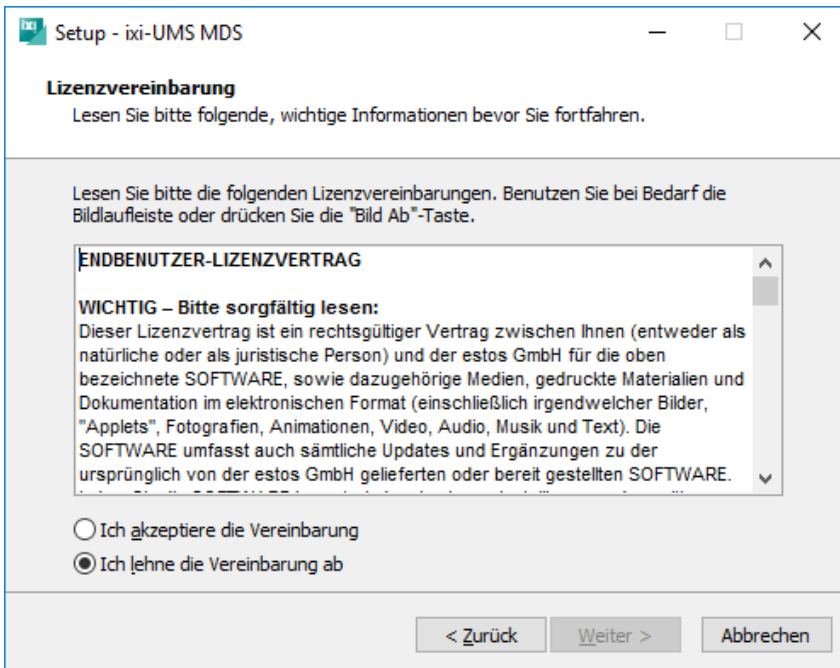 ixi
Setup - ixi-UMS MDS
Lizenzvereinbarung
Lesen Sie bitte folgende, wichtige Informationen bevor Sie fortfahren.
Lesen Sie bitte die folgenden Lizenzvereinbarungen. Benutzen Sie bei Bedarf die
Bildlaufleiste oder drücken Sie die "Bild Ab"-Taste.
ENDBENUTZER-LIZENZVERTRAG
WICHTIG – Bitte sorgfältig lesen:
Dieser Lizenzvertrag ist ein rechtsgültiger Vertrag zwischen Ihnen (entweder als
natürliche oder als juristische Person) und der estos GmbH für die oben
bezeichnete SOFTWARE, sowie dazugehörige Medien, gedruckte Materialien und
Dokumentation im elektronischen Format (einschließlich irgendwelcher Bilder,
"Applets", Fotografien, Animationen, Video, Audio, Musik und Text). Die
SOFTWARE umfasst auch sämtliche Updates und Ergänzungen zu der
ursprünglich von der estos GmbH gelieferten oder bereit gestellten SOFTWARE.
Ich akzeptiere die Vereinbarung
Ich lehne die Vereinbarung ab
< Zurück
Weiter >
Abbrechen